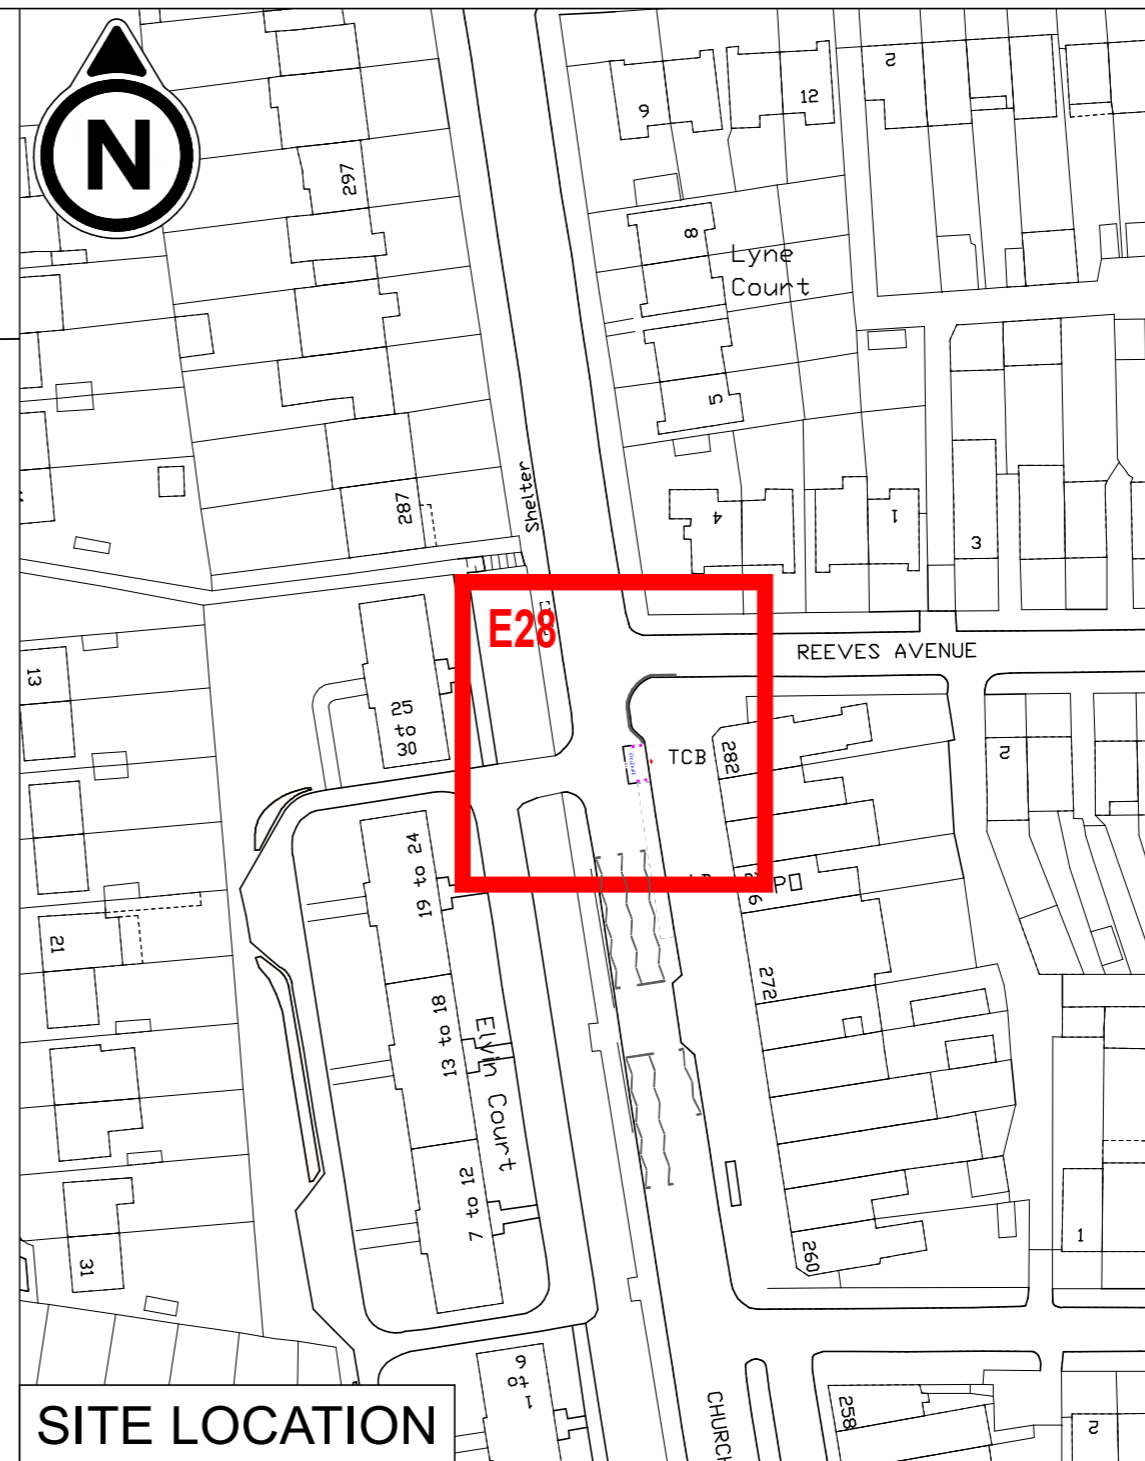 N
297
9
12
2
8
Lyne
Court
5
287
Shelter
4
1
3
E28
REEVES AVENUE
13
25
to
30
TCB
282
2
19 to 24
PO
21
272
13 to 18
Elvin Court
7 to 12
260
1
31
1 to 6
CHURCH
258
2
SITE LOCATION